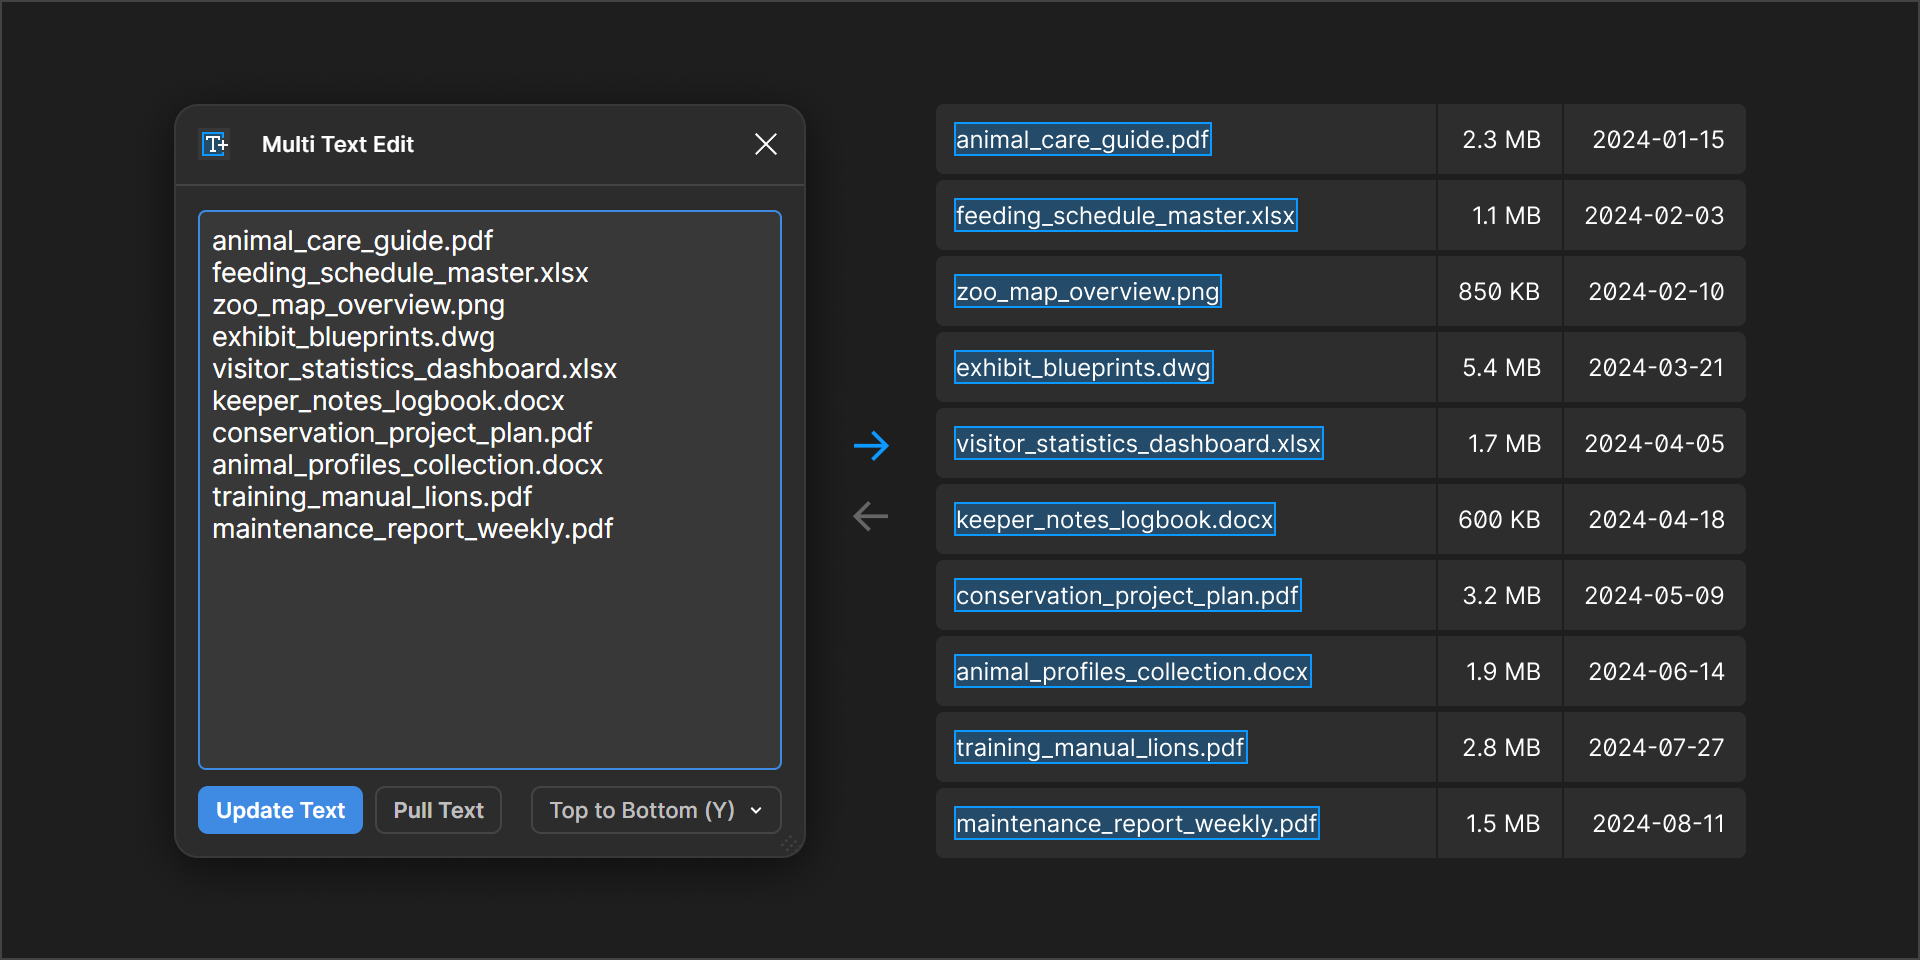 Multi Text Edit
animal_care_guide.pdf
feeding_schedule_master.xlsx
zoo_map_overview.png
exhibit_blueprints.dwg
visitor_statistics_dashboard.xlsx
keeper_notes_logbook.docx
conservation_project_plan.pdf
animal_profiles_collection.docx
training_manual_lions.pdf
maintenance_report_weekly.pdf
Update Text Pull Text Top to Bottom (Y)
animal_care_guide.pdf 2.3 MB 2024-01-15
feeding_schedule_master.xlsx 1.1 MB 2024-02-03
zoo_map_overview.png 850 KB 2024-02-10
exhibit_blueprints.dwg 5.4 MB 2024-03-21
visitor_statistics_dashboard.xlsx 1.7 MB 2024-04-05
keeper_notes_logbook.docx 600 KB 2024-04-18
conservation_project_plan.pdf 3.2 MB 2024-05-09
animal_profiles_collection.docx 1.9 MB 2024-06-14
training_manual_lions.pdf 2.8 MB 2024-07-27
maintenance_report_weekly.pdf 1.5 MB 2024-08-11